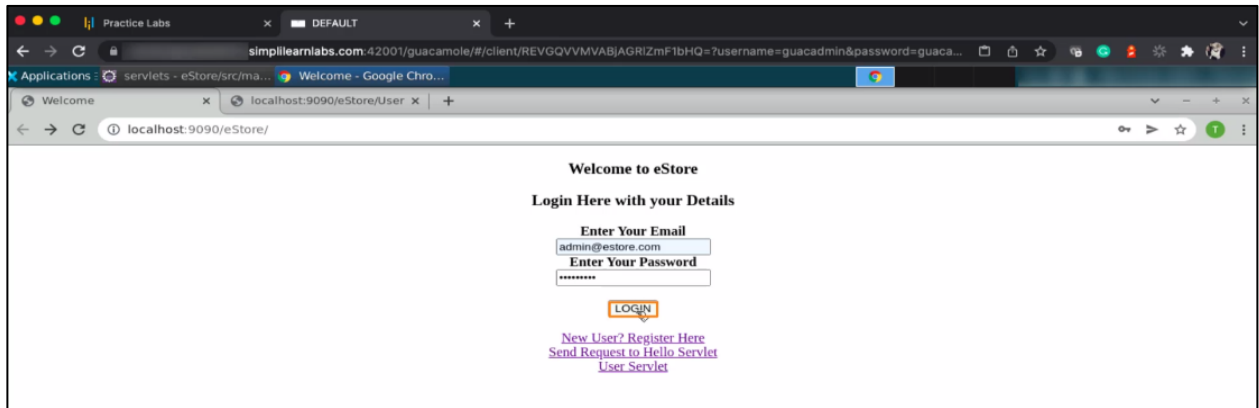 Practice Labs
DEFAULT
simplilearnlabs.com:42001/guacamole/#/client/REVGQVVMVABjAGRlZmF1bHQ=?username=guacadmin&password=guaca...
Applications
servlets - eStore/src/ma...
Welcome - Google Chro...
Welcome
localhost:9090/eStore/User
localhost:9090/eStore/
T
Welcome to eStore
Login Here with your Details
Enter Your Email
admin@estore.com
Enter Your Password
•••••••••
LOGIN
New User? Register Here
Send Request to Hello Servlet
User Servlet